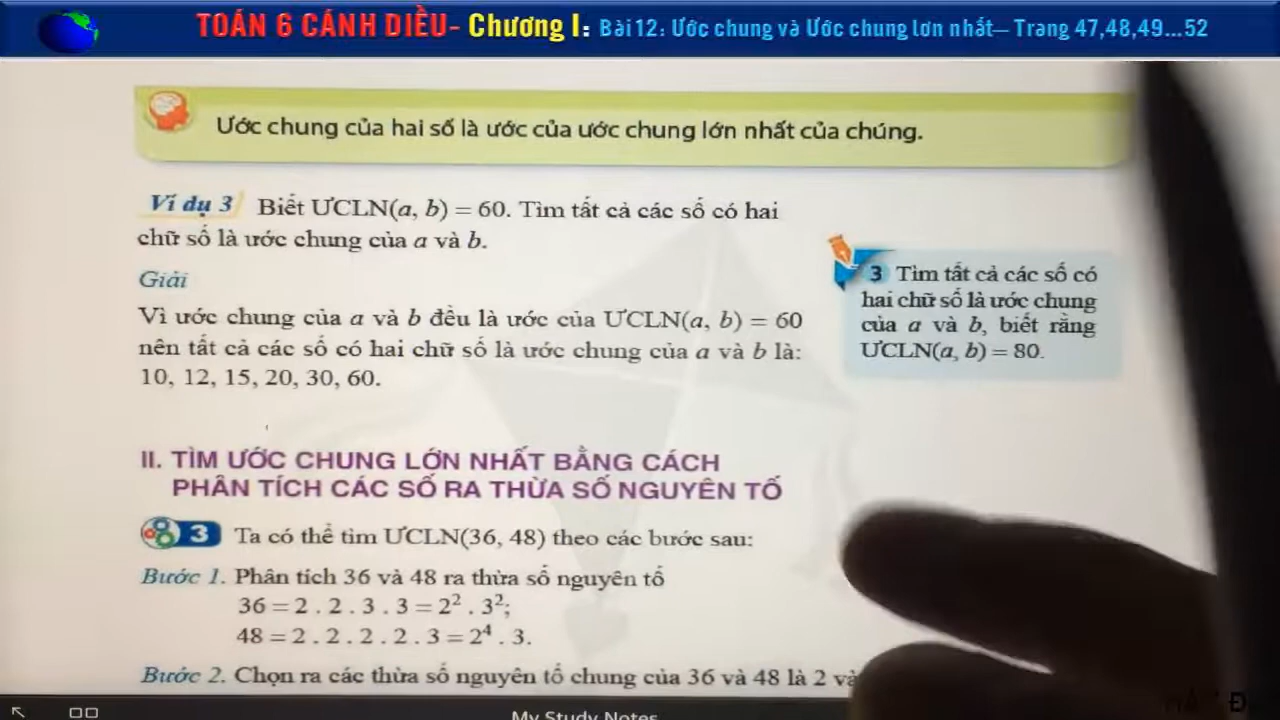 TOÁN 6 CÁNH DIỀU- Chương I: Bài 12: Ước chung và Ước chung lớn nhất– Trang 47,48,49...52
Ước chung của hai số là ước của ước chung lớn nhất của chúng.
Ví dụ 3 Biết ƯCLN(a, b) = 60. Tìm tất cả các số có hai
chữ số là ước chung của a và b.
Giải
Vì ước chung của a và b đều là ước của ƯCLN(a, b) = 60
nên tất cả các số có hai chữ số là ước chung của a và b là:
10, 12, 15, 20, 30, 60.
3 Tìm tất cả các số có
hai chữ số là ước chung
của a và b, biết rằng
ƯCLN(a, b) = 80.
II. TÌM ƯỚC CHUNG LỚN NHẤT BẰNG CÁCH
PHÂN TÍCH CÁC SỐ RA THỪA SỐ NGUYÊN TỐ
3 Ta có thể tìm ƯCLN(36, 48) theo các bước sau:
Bước 1. Phân tích 36 và 48 ra thừa số nguyên tố
36 = 2 . 2 . 3 . 3 = 2² . 3²;
48 = 2 . 2 . 2 . 2 . 3 = 2⁴ . 3.
Bước 2. Chọn ra các thừa số nguyên tố chung của 36 và 48 là 2 và
My Study Notes